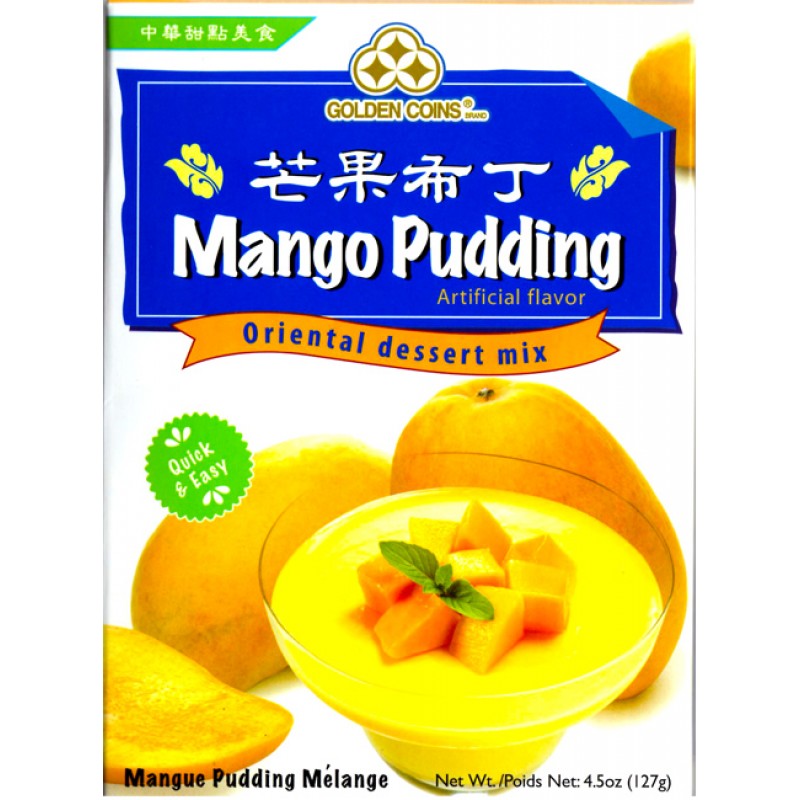 中華甜點美食
GOLDEN COINS® BRAND
芒果布丁
Mango Pudding
Artificial flavor
Oriental dessert mix
Quick
& Easy
Mangue Pudding Mélange
Net Wt./Poids Net: 4.5oz (127g)